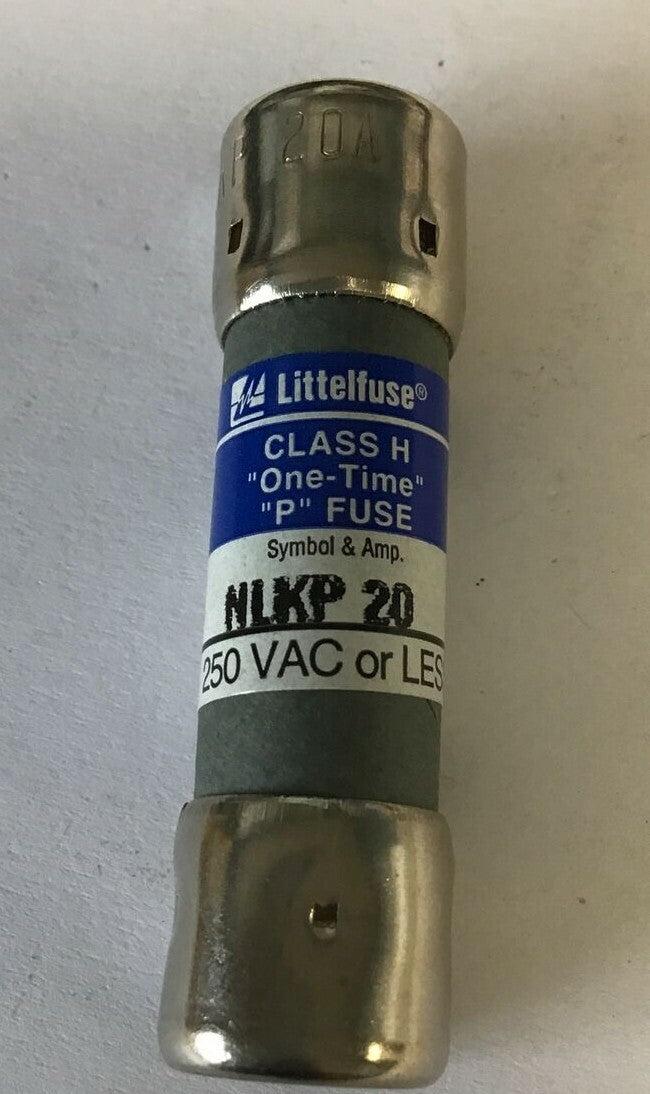 P 20A
Littelfuse®
CLASS H
"One-Time"
"P" FUSE
Symbol & Amp.
NLKP 20
250 VAC or LES